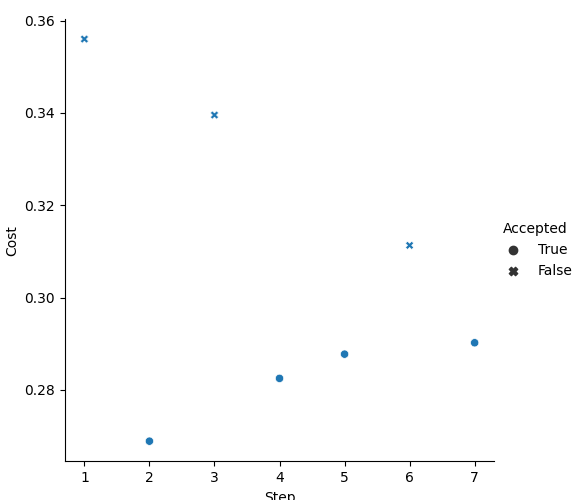 0.36
0.34
0.32
0.30
0.28
Cost
1 2 3 4 5 6 7
Step
Accepted
True
False